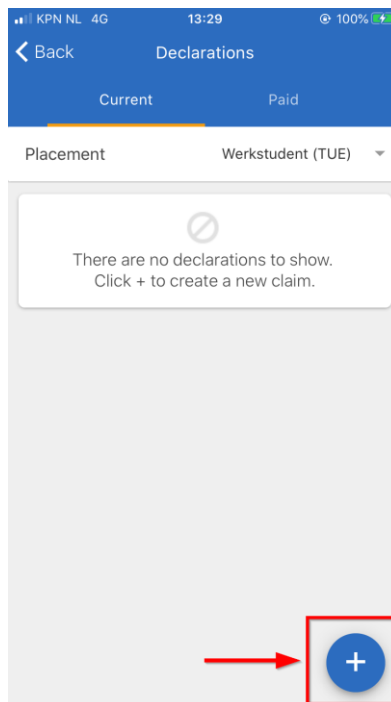 KPN NL 4G 13:29 100%
Back Declarations
Current Paid
Placement Werkstudent (TUE)
There are no declarations to show.
Click + to create a new claim.
+